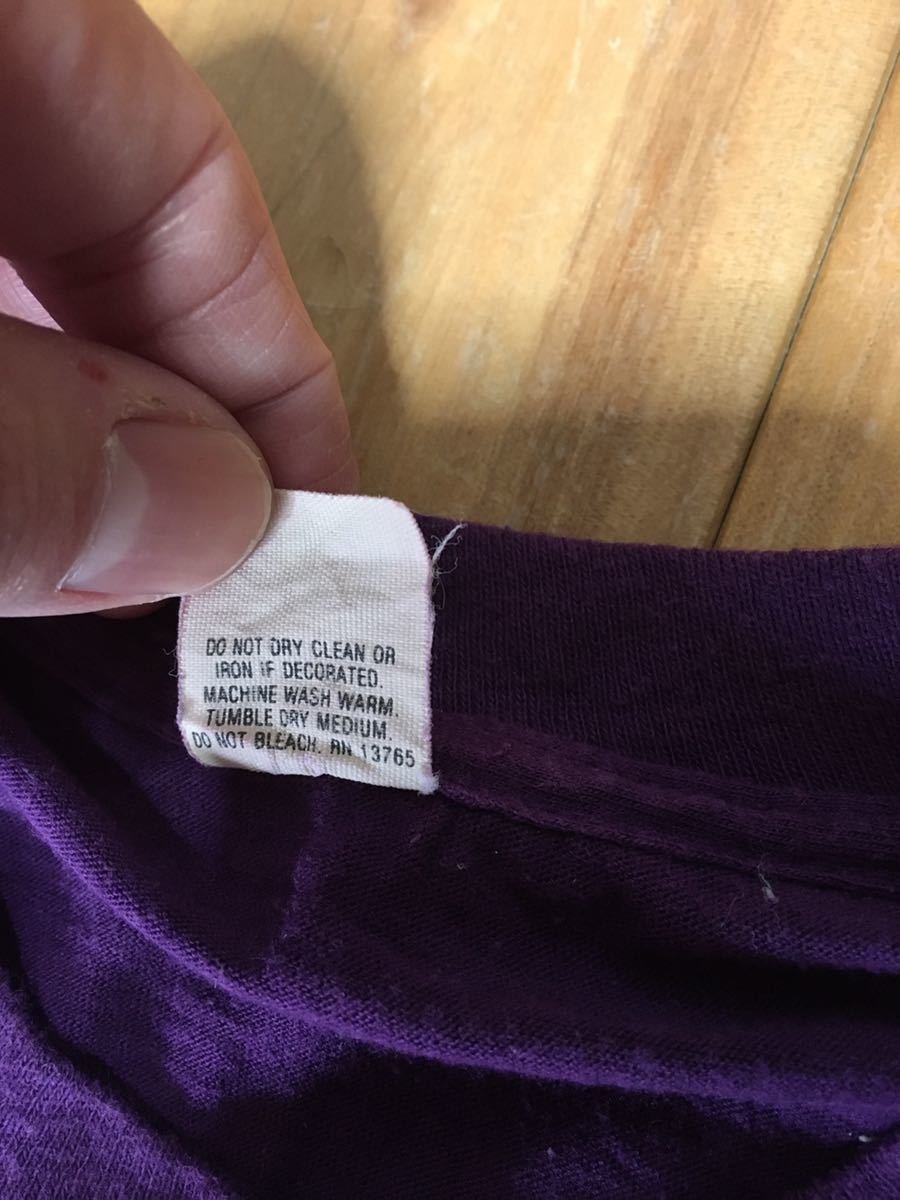 DO NOT DRY CLEAN OR
IRON IF DECORATED.
MACHINE WASH WARM.
TUMBLE DRY MEDIUM.
DO NOT BLEACH. RN 13765